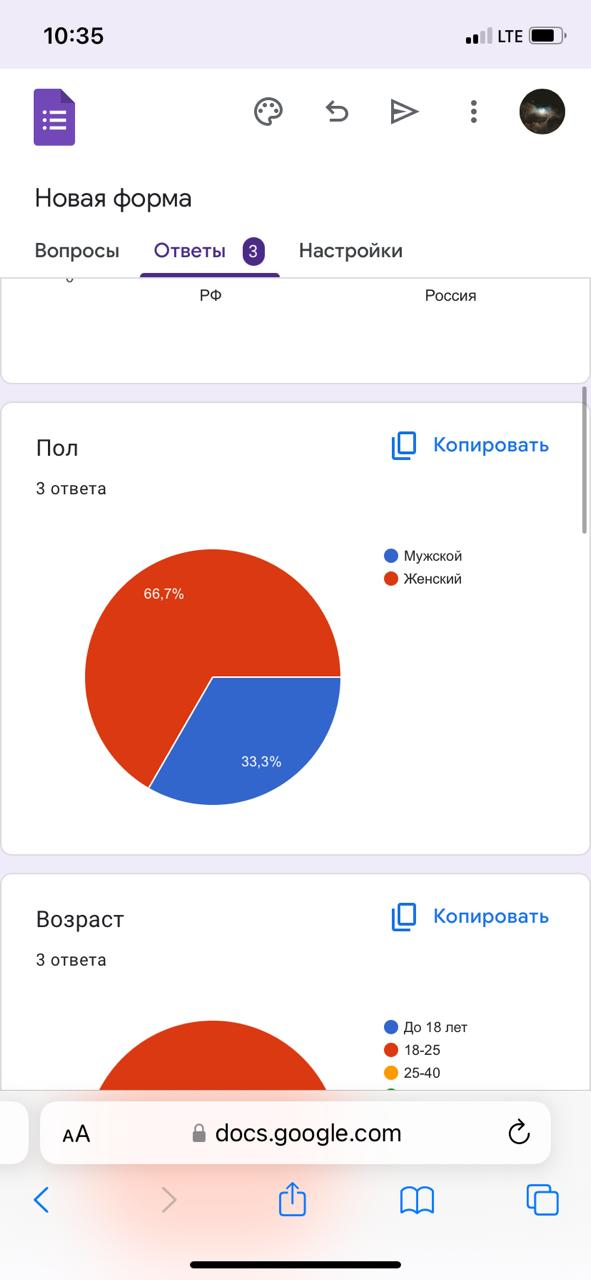 10:35
LTE
Новая форма
Вопросы Ответы 3 Настройки
РФ Россия
Пол
Копировать
3 ответа
Мужской
Женский
66,7%
33,3%
Возраст
Копировать
3 ответа
До 18 лет
18-25
25-40
AA docs.google.com